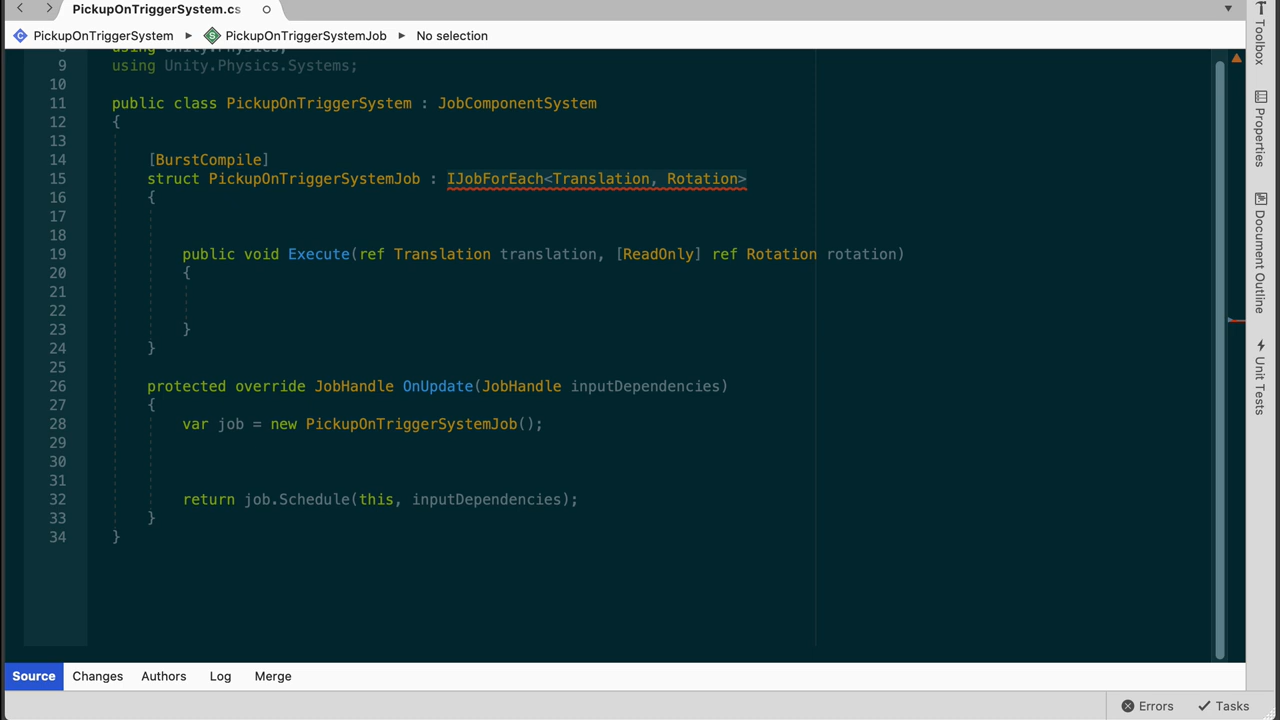 PickupOnTriggerSystem.cs
PickupOnTriggerSystem ▶ PickupOnTriggerSystemJob ▶ No selection
8 using Unity.Physics;
9 using Unity.Physics.Systems;
10
11 public class PickupOnTriggerSystem : JobComponentSystem
12 {
13
14 [BurstCompile]
15 struct PickupOnTriggerSystemJob : IJobForEach<Translation, Rotation>
16 {
17
18
19 public void Execute(ref Translation translation, [ReadOnly] ref Rotation rotation)
20 {
21
22
23 }
24 }
25
26 protected override JobHandle OnUpdate(JobHandle inputDependencies)
27 {
28 var job = new PickupOnTriggerSystemJob();
29
30
31
32 return job.Schedule(this, inputDependencies);
33 }
34 }
Toolbox
Properties
Document Outline
Unit Tests
Source Changes Authors Log Merge
Errors Tasks